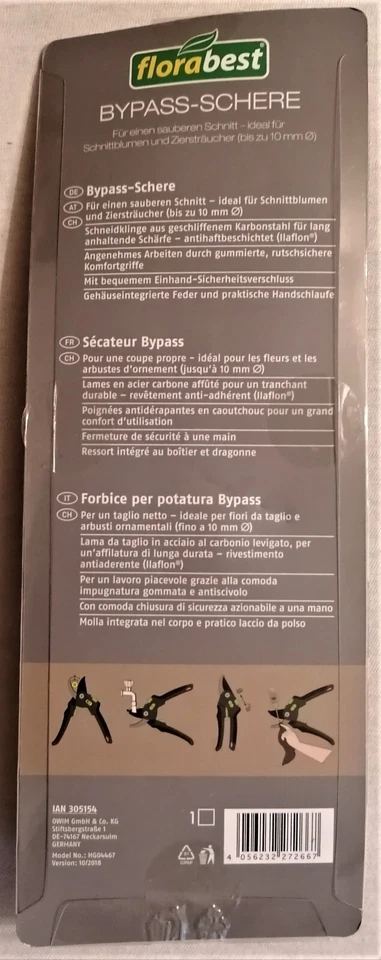 florabest®
BYPASS-SCHERE
Für einen sauberen Schnitt – ideal für
Schnittblumen und Ziersträucher (bis zu 10 mm Ø)
DE Bypass-Schere
AT Für einen sauberen Schnitt – ideal für Schnittblumen
CH und Ziersträucher (bis zu 10 mm Ø)
Schneidklinge aus geschliffenem Karbonstahl für lang
anhaltende Schärfe – antihaftbeschichtet (Ilaflon®)
Angenehmes Arbeiten durch gummierte, rutschsichere
Komfortgriffe
Mit bequemem Einhand-Sicherheitsverschluss
Gehäuseintegrierte Feder und praktische Handschlaufe
FR Sécateur Bypass
CH Pour une coupe propre – idéal pour les fleurs et les
arbustes d'ornement (jusqu'à 10 mm Ø)
Lames en acier carbone affûté pour un tranchant
durable – revêtement anti-adhérent (Ilaflon®)
Poignées antidérapantes en caoutchouc pour un grand
confort d'utilisation
Fermeture de sécurité à une main
Ressort intégré au boîtier et dragonne
IT Forbice per potatura Bypass
CH Per un taglio netto – ideale per fiori da taglio e
arbusti ornamentali (fino a 10 mm Ø)
Lama da taglio in acciaio al carbonio levigato, per
un'affilatura di lunga durata – rivestimento
antiaderente (Ilaflon®)
Per un lavoro piacevole grazie alla comoda
impugnatura gommata e antiscivolo
Con comoda chiusura di sicurezza azionabile a una mano
Molla integrata nel corpo e pratico laccio da polso
IAN 305154
OWIM GmbH & Co. KG
Stiftsbergstraße 1
DE-74167 Neckarsulm
GERMANY
Model No.: HG04467
Version: 10/2018
1
4 056232 272667